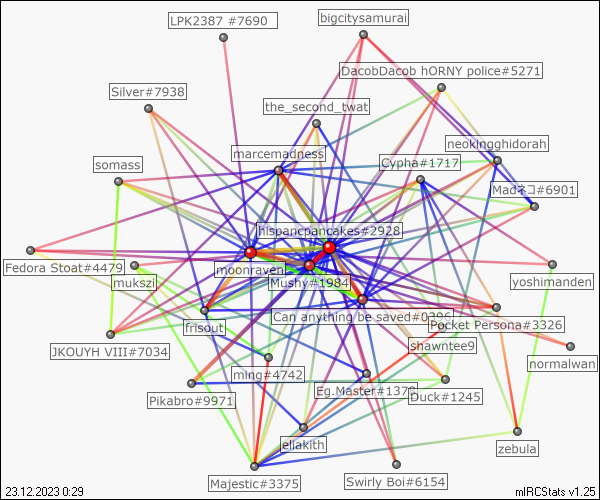 LPK2387 #7690
bigcitysamurai
DacobDacob hORNY police#5271
Silver#7938
the_second_twat
neokingghidorah
marcemadness
Cypha#1717
somass
Madネコ#6901
hispancpancakes#2928
Fedora Stoat#4479
moonraven
mukszi
Mushy#1984
yoshimanden
Can anything be saved#0396
Pocket Persona#3326
frisout
shawntee9
JKOUYH VIII#7034
normalwan
ming#4742
Pikabro#9971
Eg.Master#1370
Duck#1245
eliakith
zebula
Majestic#3375
Swirly Boi#6154
23.12.2023 0:29
mIRCStats v1.25